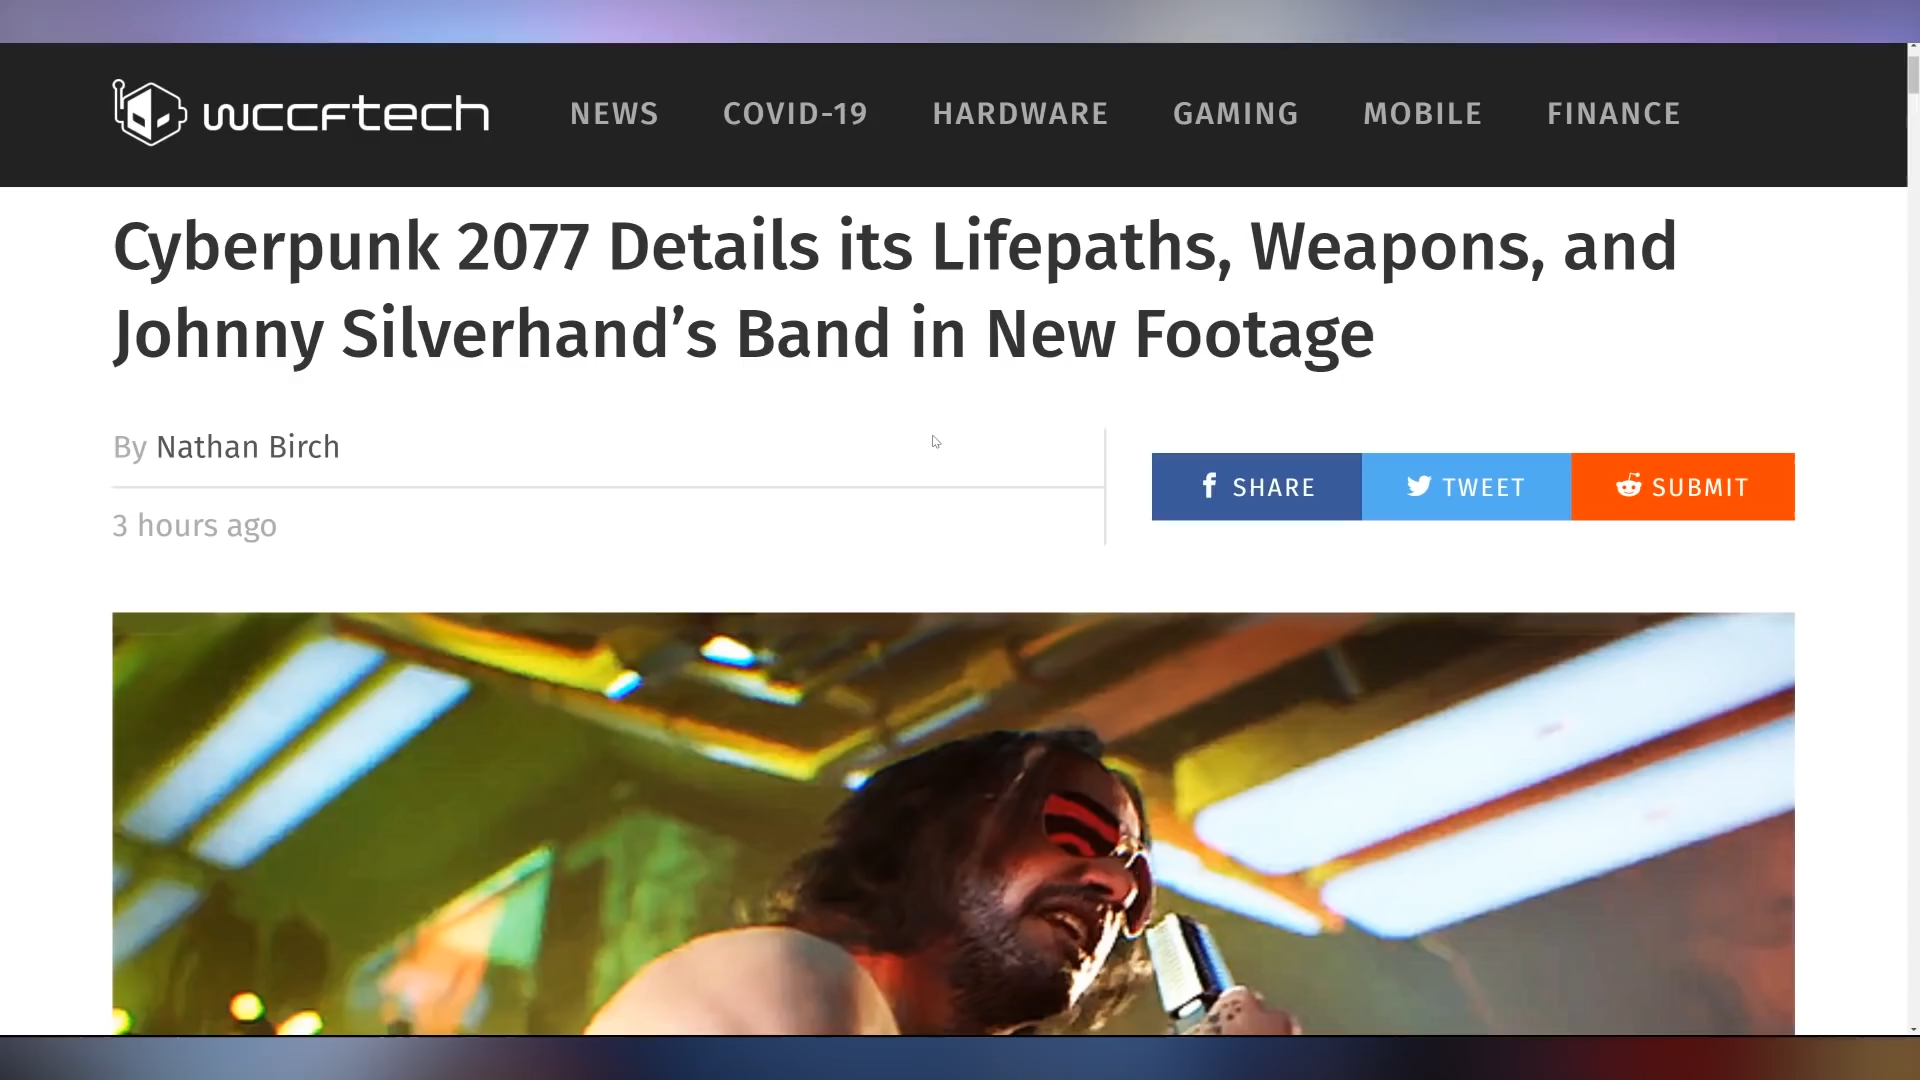 wccftech NEWS COVID-19 HARDWARE GAMING MOBILE FINANCE
Cyberpunk 2077 Details its Lifepaths, Weapons, and
Johnny Silverhand’s Band in New Footage
By Nathan Birch
3 hours ago
SHARE TWEET SUBMIT